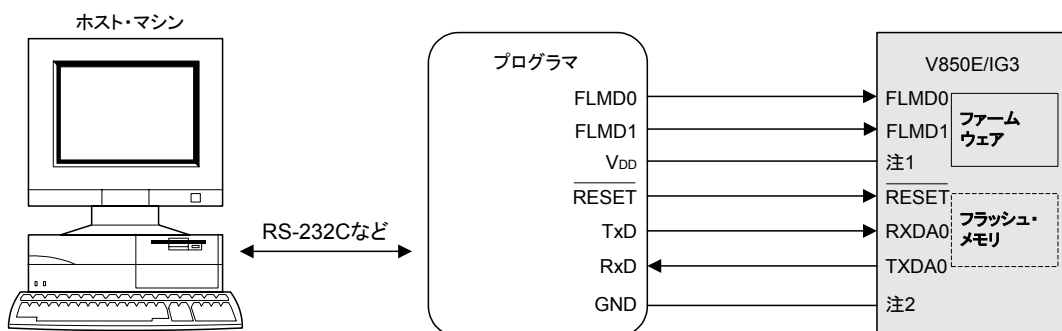 ホスト・マシン
RS-232Cなど
プログラマ
FLMD0
FLMD1
VDD
RESET
TxD
RxD
GND
V850E/IG3
FLMD0
FLMD1
注1
RESET
RXDA0
TXDA0
注2
ファーム
ウェア
フラッシュ・
メモリ